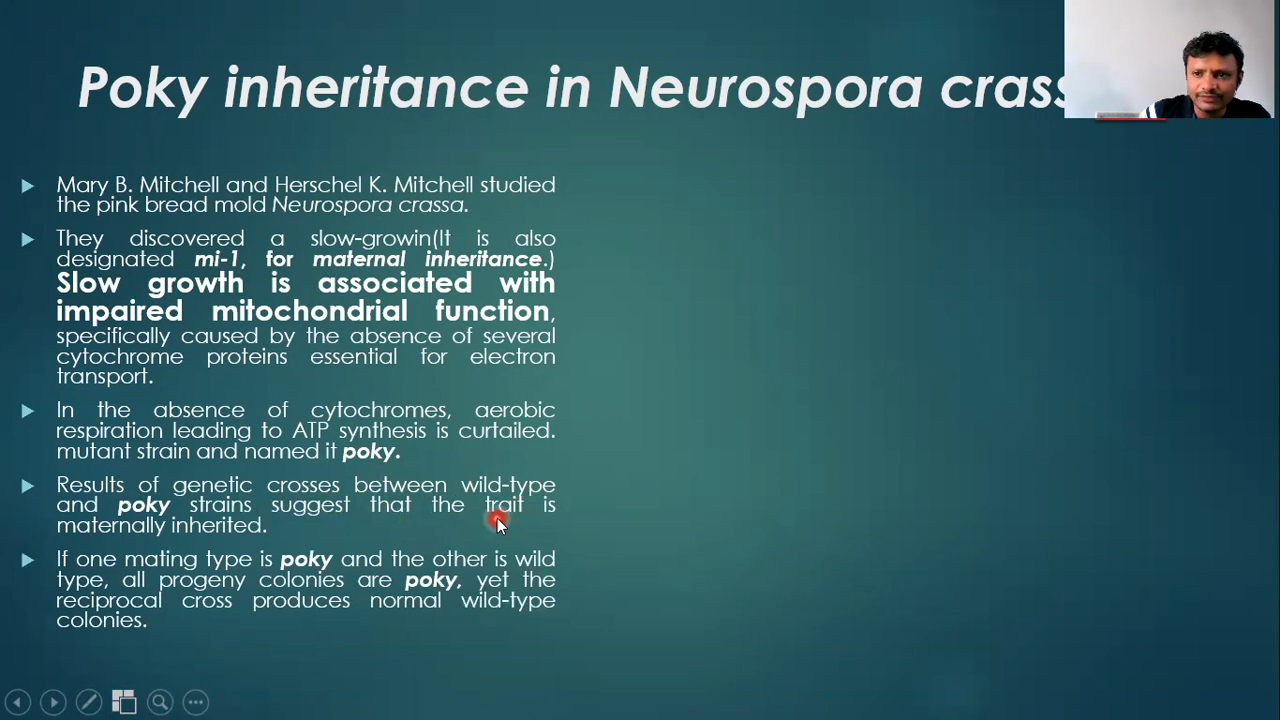 Poky inheritance in Neurospora crass
Mary B. Mitchell and Herschel K. Mitchell studied
the pink bread mold Neurospora crassa.
They discovered a slow-growin(It is also
designated mi-1, for maternal inheritance.)
Slow growth is associated with
impaired mitochondrial function,
specifically caused by the absence of several
cytochrome proteins essential for electron
transport.
In the absence of cytochromes, aerobic
respiration leading to ATP synthesis is curtailed.
mutant strain and named it poky.
Results of genetic crosses between wild-type
and poky strains suggest that the trait is
maternally inherited.
If one mating type is poky and the other is wild
type, all progeny colonies are poky, yet the
reciprocal cross produces normal wild-type
colonies.